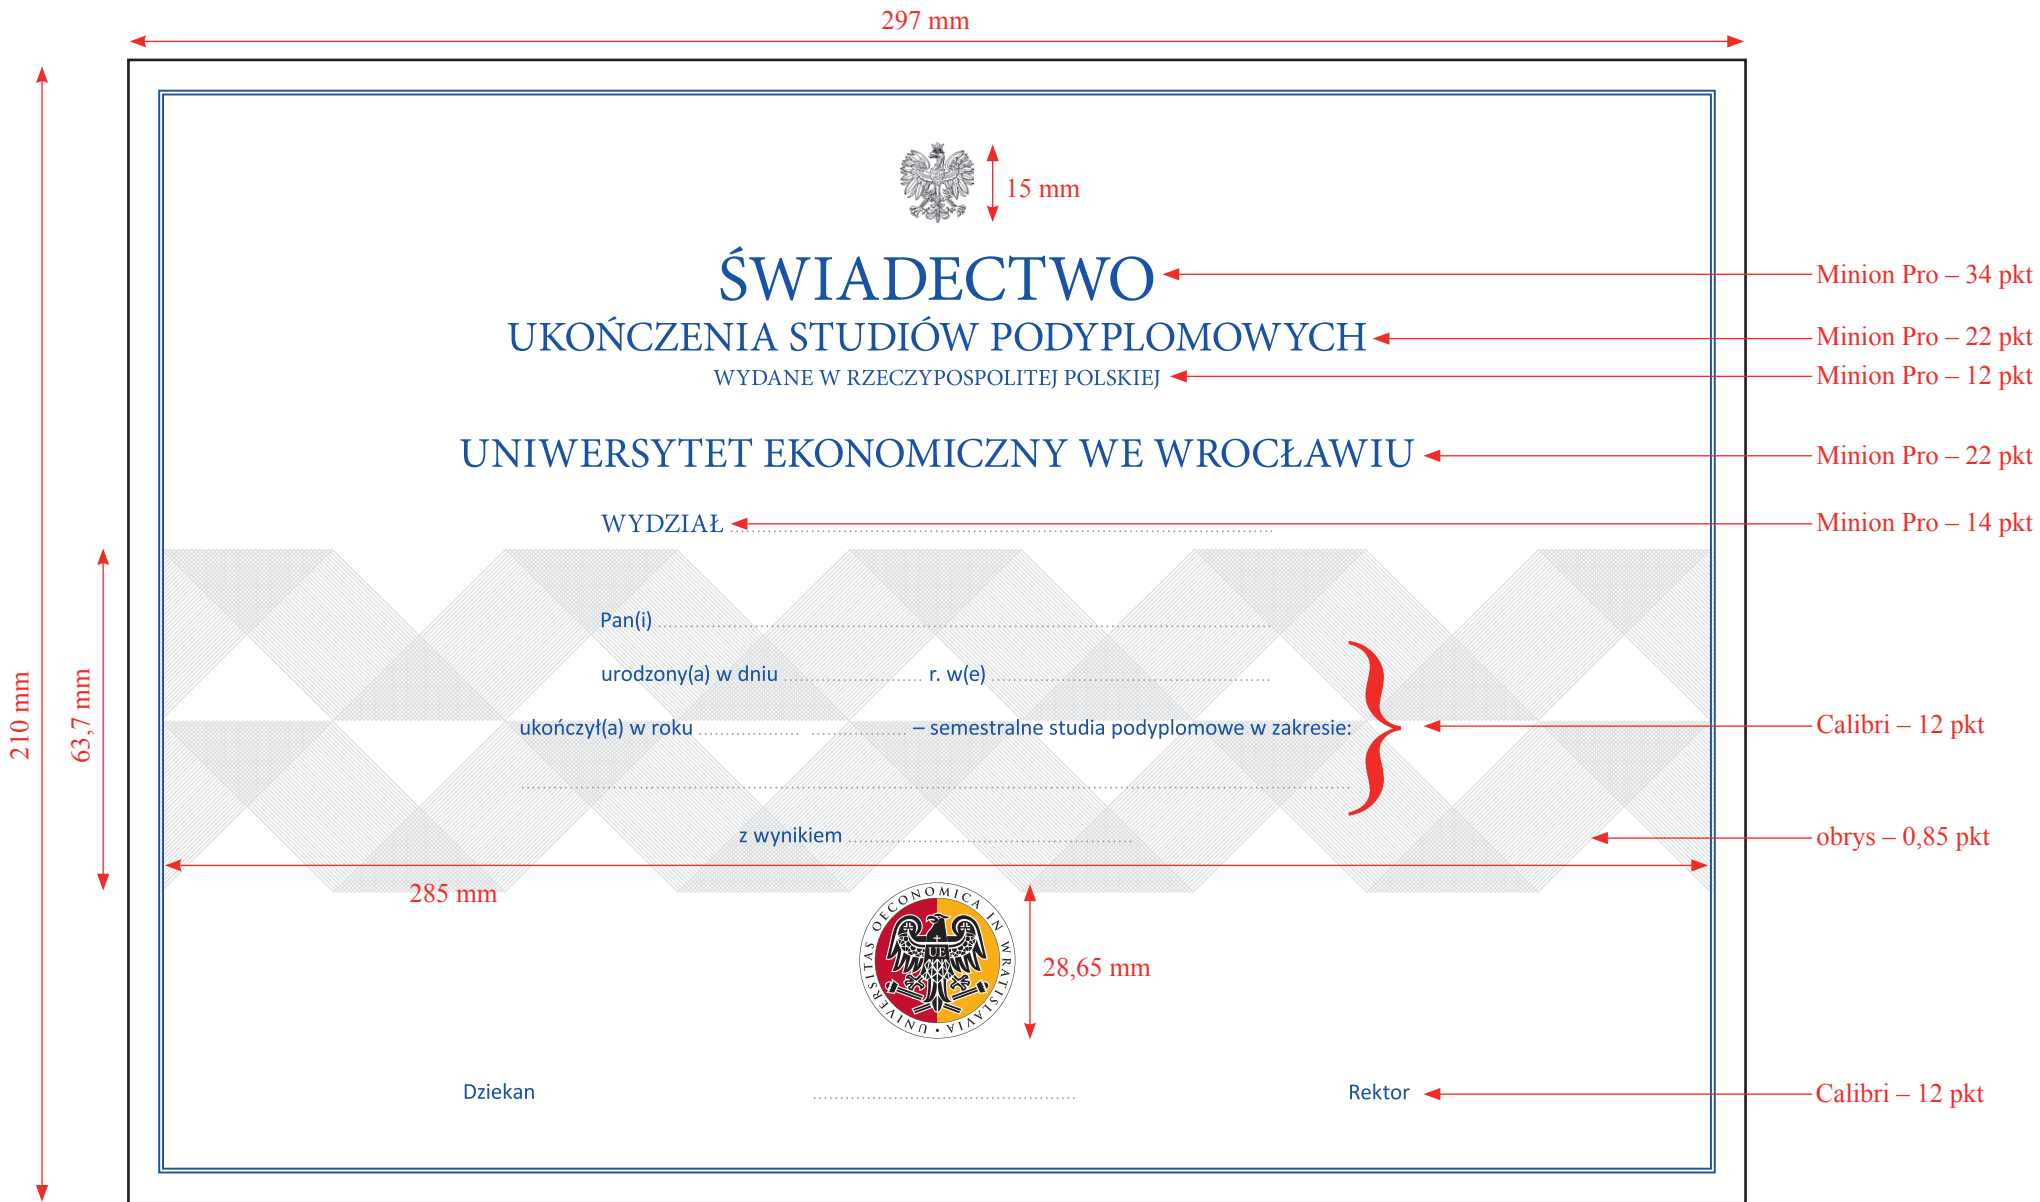 297 mm
15 mm
ŚWIADECTWO
Minion Pro – 34 pkt
UKOŃCZENIA STUDIÓW PODYPLOMOWYCH
Minion Pro – 22 pkt
WYDANE W RZECZYPOSPOLITEJ POLSKIEJ
Minion Pro – 12 pkt
UNIWERSYTET EKONOMICZNY WE WROCŁAWIU
Minion Pro – 22 pkt
WYDZIAŁ
Minion Pro – 14 pkt
210 mm
63,7 mm
Pan(i)
urodzony(a) w dniu r. w(e)
ukończył(a) w roku – semestralne studia podyplomowe w zakresie:
Calibri – 12 pkt
z wynikiem
obrys – 0,85 pkt
285 mm
UNIVERSITAS OECONOMICA IN WRATISLAVIA •
UE
28,65 mm
Dziekan Rektor
Calibri – 12 pkt